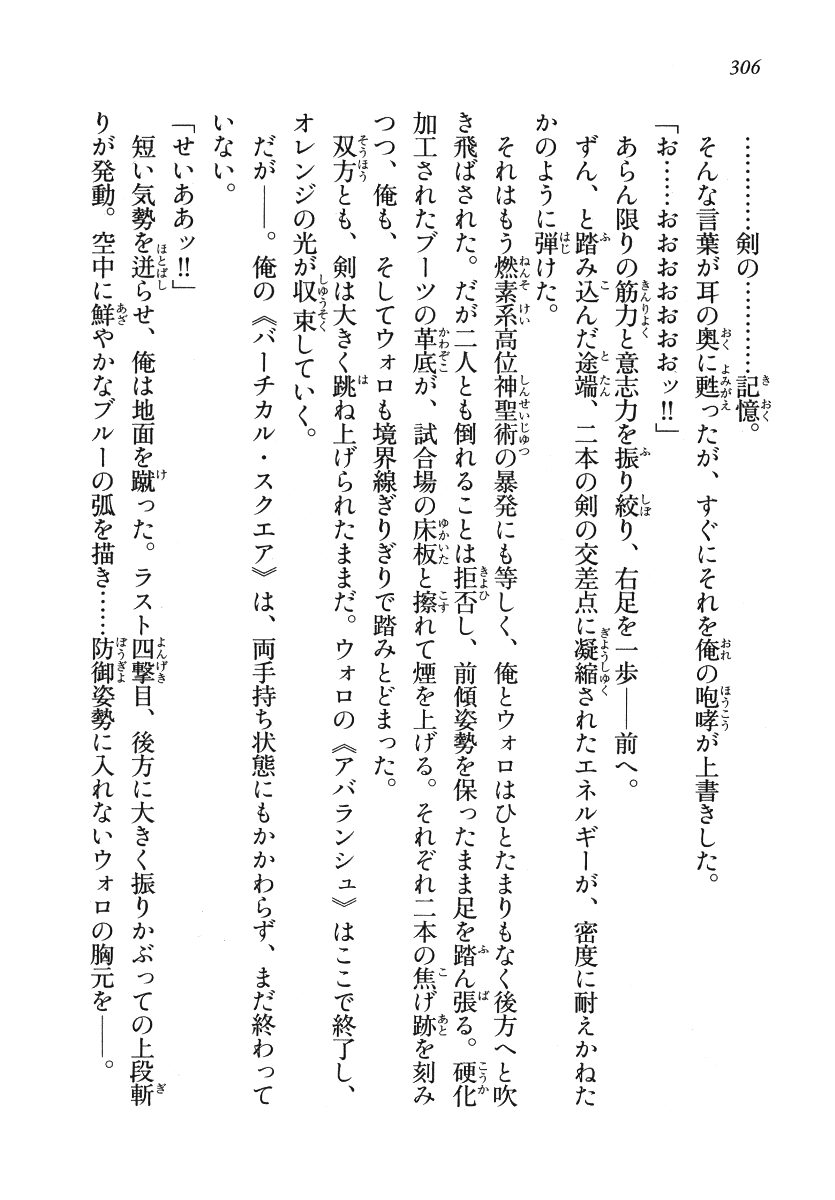 306
…………剣の…………記憶。
そんな言葉が耳の奥に甦ったが、すぐにそれを俺の咆哮が上書きした。
「お……おおおおおおおッ!!」
あらん限りの筋力と意志力を振り絞り、右足を一歩――前へ。
ずん、と踏み込んだ途端、二本の剣の交差点に凝縮されたエネルギーが、密度に耐えかねた
かのように弾けた。
それはもう燃素系高位神聖術の暴発にも等しく、俺とウォロはひとたまりもなく後方へと吹
き飛ばされた。だが二人とも倒れることは拒否し、前傾姿勢を保ったまま足を踏ん張る。硬化
加工されたブーツの革底が、試合場の床板と擦れて煙を上げる。それぞれ二本の焦げ跡を刻み
つつ、俺も、そしてウォロも境界線ぎりぎりで踏みとどまった。
双方とも、剣は大きく跳ね上げられたままだ。ウォロの《アバランシュ》はここで終了し、
オレンジの光が収束していく。
だが――。俺の《バーチカル・スクエア》は、両手持ち状態にもかかわらず、まだ終わって
いない。
「せいああッ!!」
短い気勢を迸らせ、俺は地面を蹴った。ラスト四撃目、後方に大きく振りかぶっての上段斬
りが発動。空中に鮮やかなブルーの弧を描き……防御姿勢に入れないウォロの胸元を――。